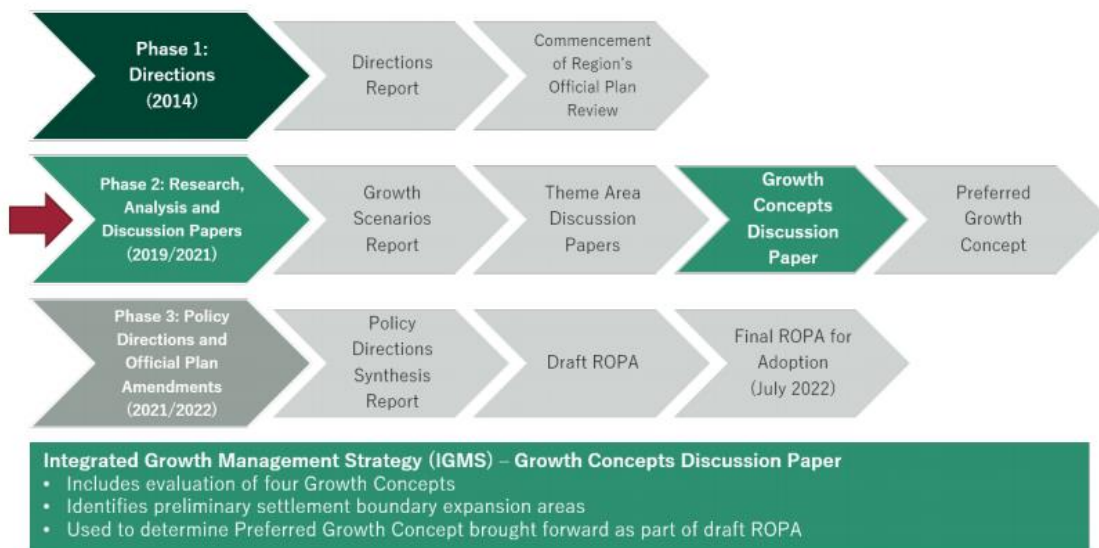 Phase 1:
Directions
(2014)
Directions
Report
Commencement
of Region's
Official Plan
Review
Phase 2: Research,
Analysis and
Discussion Papers
(2019/2021)
Growth
Scenarios
Report
Theme Area
Discussion
Papers
Growth
Concepts
Discussion
Paper
Preferred
Growth
Concept
Phase 3: Policy
Directions and
Official Plan
Amendments
(2021/2022)
Policy
Directions
Synthesis
Report
Draft ROPA
Final ROPA for
Adoption
(July 2022)
Integrated Growth Management Strategy (IGMS) – Growth Concepts Discussion Paper
• Includes evaluation of four Growth Concepts
• Identifies preliminary settlement boundary expansion areas
• Used to determine Preferred Growth Concept brought forward as part of draft ROPA